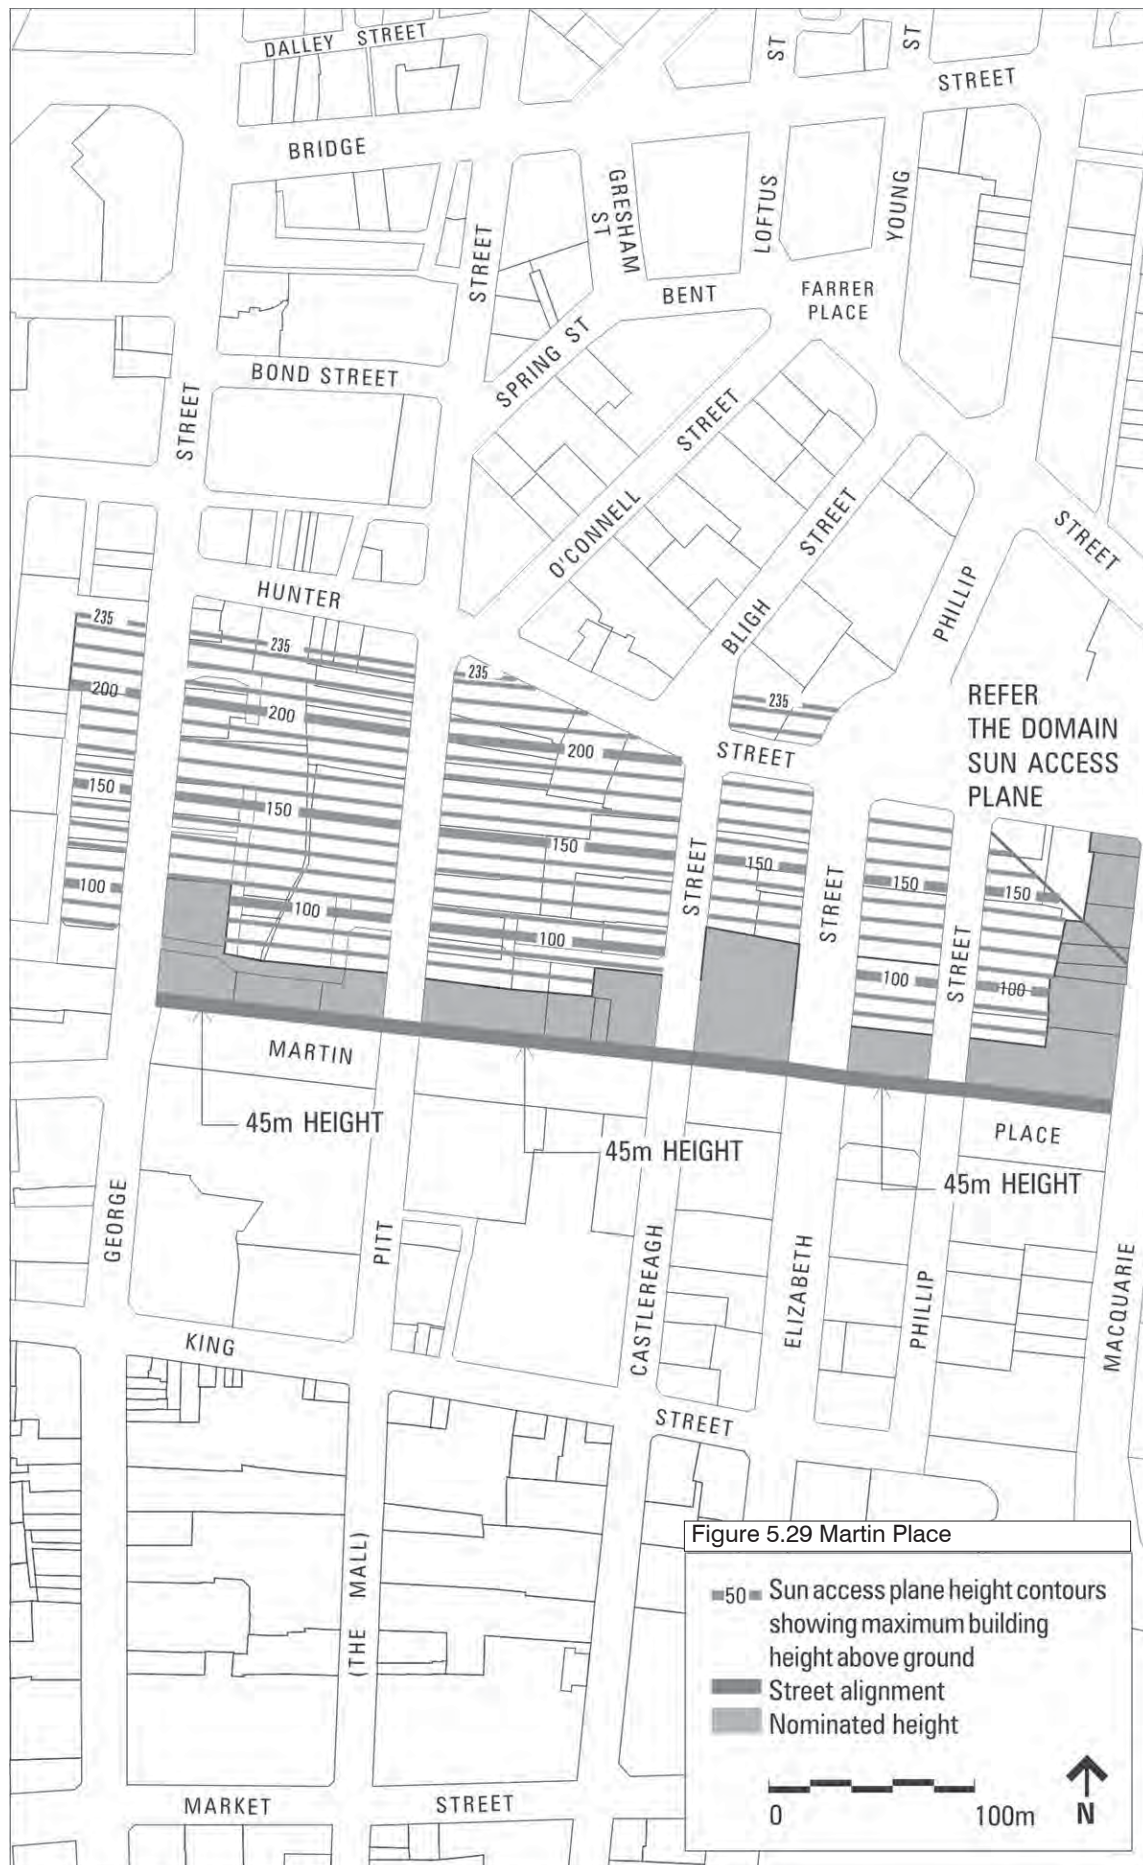 DALLEY STREET
ST
ST
STREET
BRIDGE
GRESHAM
ST
LOFTUS
YOUNG
STREET
BENT
FARRER
PLACE
SPRING ST
BOND STREET
STREET
STREET
O'CONNELL
STREET
BLIGH
STREET
STREET
PHILLIP
HUNTER
235
235
235
235
200
200
200
REFER
THE DOMAIN
SUN ACCESS
PLANE
STREET
150
150
150
150
150
150
STREET
STREET
STREET
100
100
100
100
100
MARTIN
PLACE
45m HEIGHT
45m HEIGHT
45m HEIGHT
GEORGE
PITT
CASTLEREAGH
ELIZABETH
PHILLIP
MACQUARIE
KING
STREET
(THE MALL)
MARKET
STREET
Figure 5.29 Martin Place
50 Sun access plane height contours
showing maximum building
height above ground
Street alignment
Nominated height
0 100m N